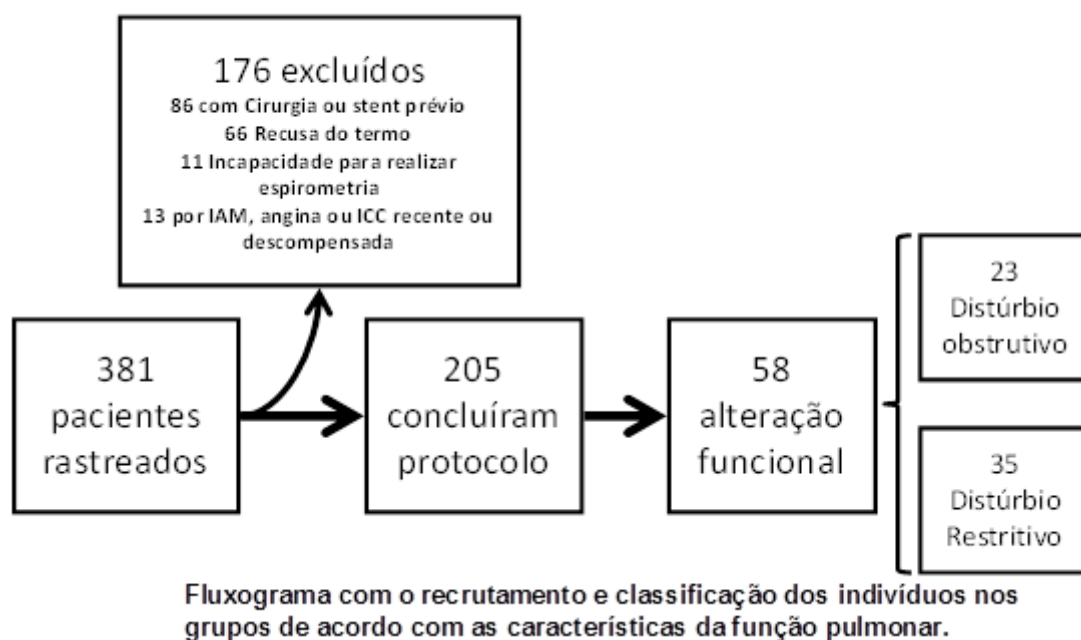 176 excluídos
86 com Cirurgia ou stent prévio
66 Recusa do termo
11 Incapacidade para realizar
espirometria
13 por IAM, angina ou ICC recente ou
descompensada
381
pacientes
rastreados
205
concluíram
protocolo
58
alteração
funcional
23
Distúrbio
obstrutivo
35
Distúrbio
Restritivo
Fluxograma com o recrutamento e classificação dos indivíduos nos
grupos de acordo com as características da função pulmonar.